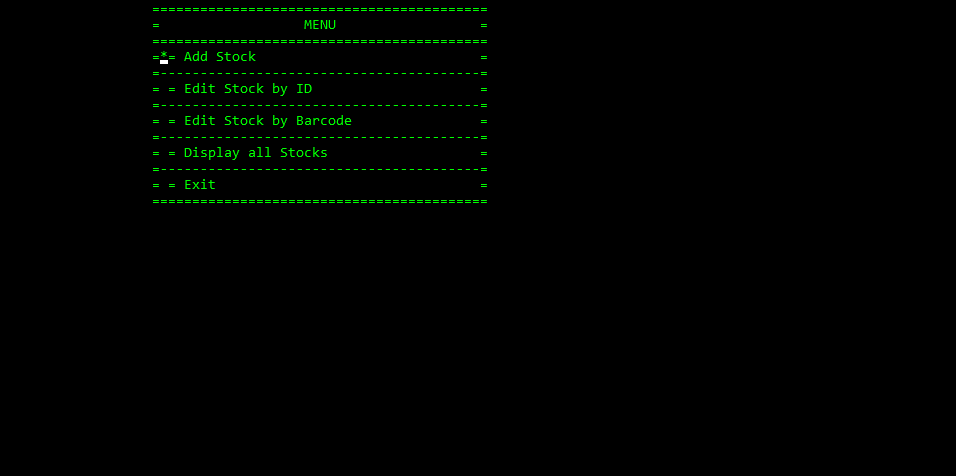 ==========================================
=                  MENU                  =
==========================================
=*= Add Stock                            =
=----------------------------------------=
= = Edit Stock by ID                     =
=----------------------------------------=
= = Edit Stock by Barcode                =
=----------------------------------------=
= = Display all Stocks                   =
=----------------------------------------=
= = Exit                                 =
==========================================